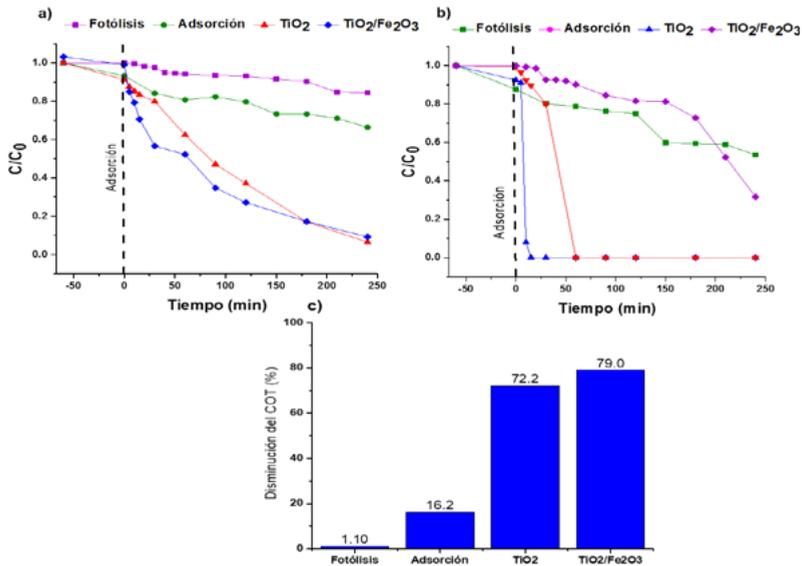 a)
Fotólisis Adsorción TiO2 TiO2/Fe2O3
1,0
0.8
0.6
0.4
0.2
0.0
C/C0
Adsorción
-50 0 50 100 150 200 250
Tiempo (min)
b)
Fotólisis Adsorción TiO2 TiO2/Fe2O3
1,0
0.8
0.6
0.4
0.2
0.0
C/C0
Adsorción
-50 0 50 100 150 200 250
Tiempo (min)
c)
100
80
60
40
20
0
Disminución del COT (%)
1.10
16.2
72.2
79.0
Fotólisis Adsorción TiO2 TiO2/Fe2O3